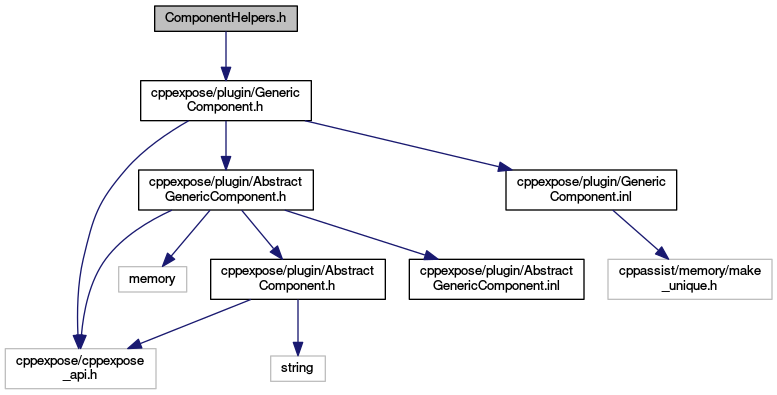 ComponentHelpers.h
cppexpose/plugin/Generic
Component.h
cppexpose/plugin/Abstract
GenericComponent.h
cppexpose/plugin/Generic
Component.inl
memory
cppexpose/plugin/Abstract
Component.h
cppexpose/plugin/Abstract
GenericComponent.inl
cppassist/memory/make
_unique.h
cppexpose/cppexpose
_api.h
string